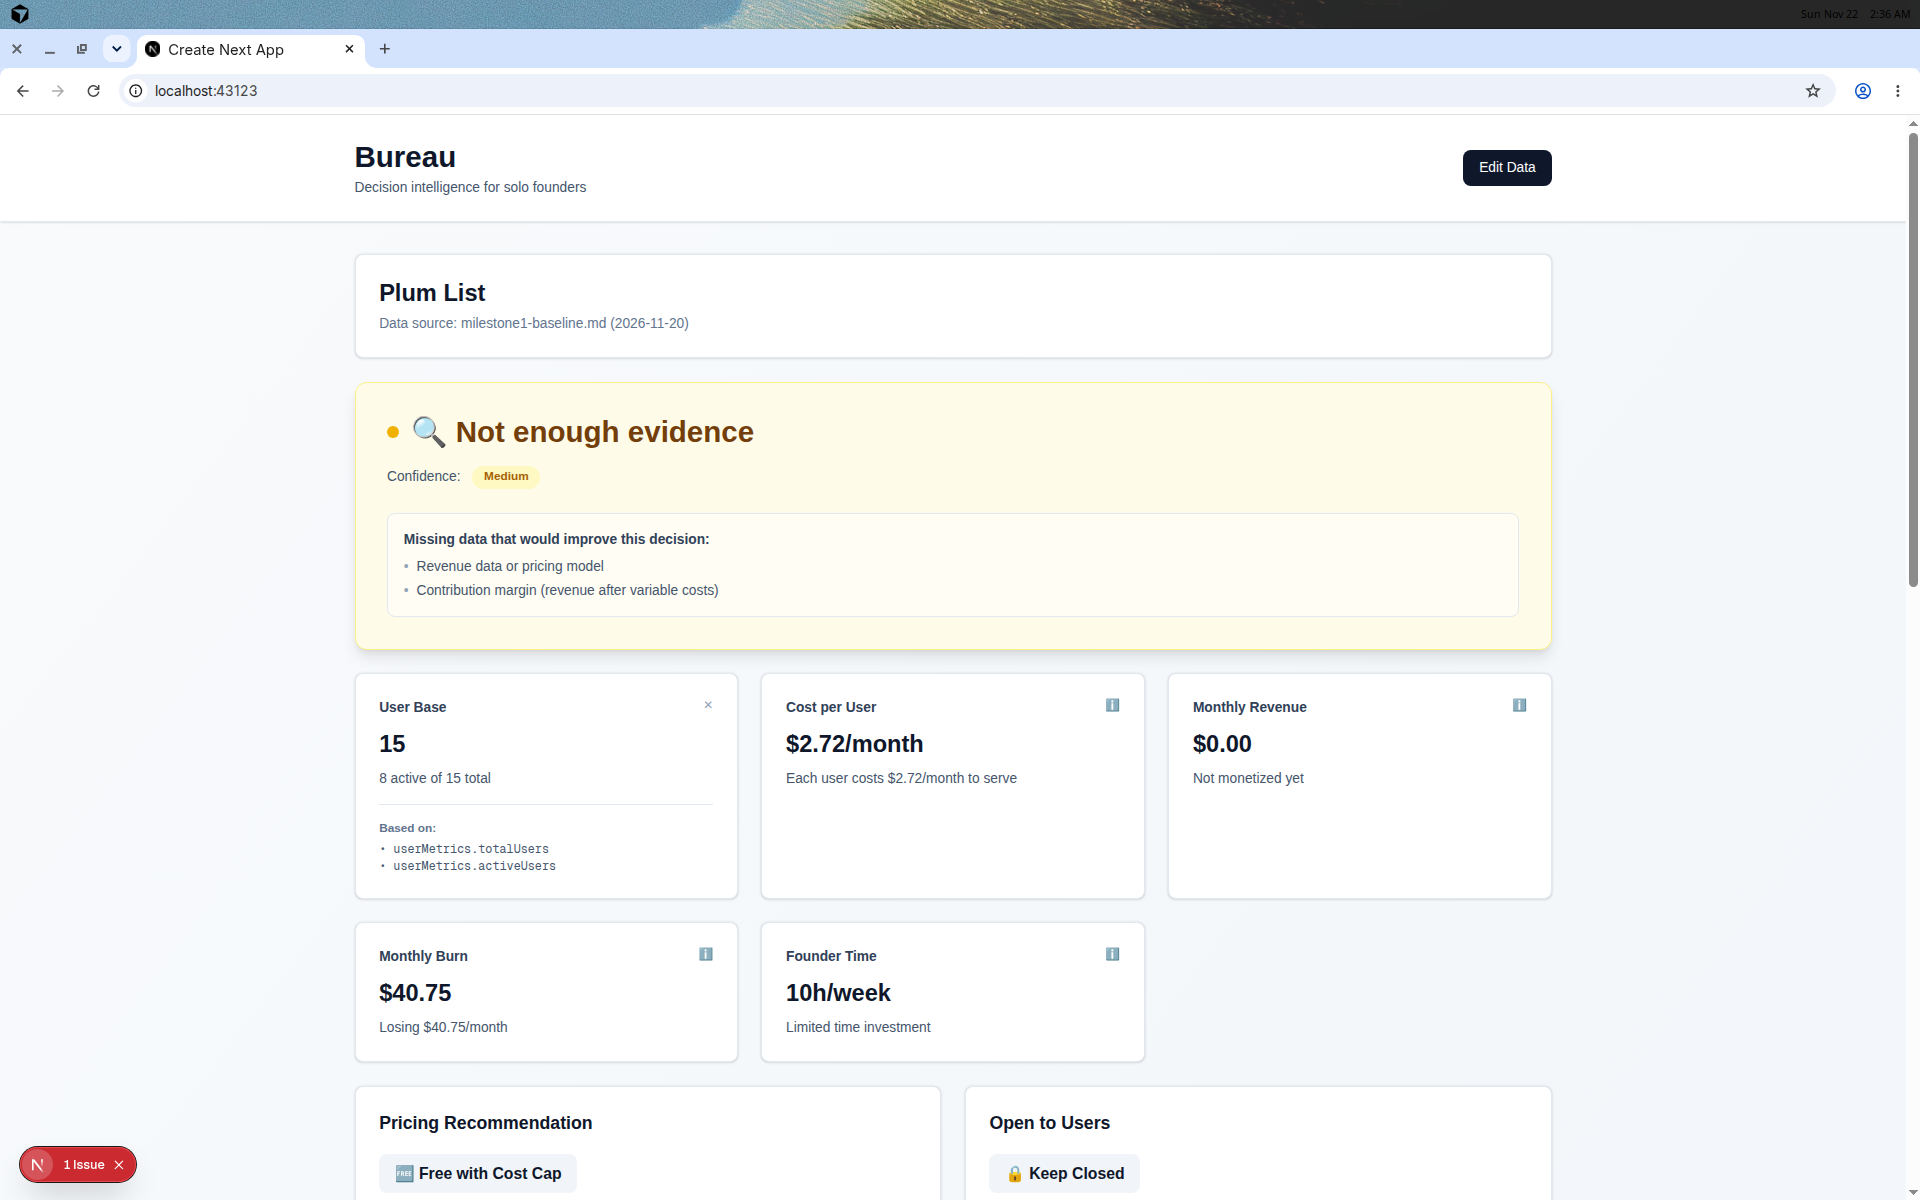 Sun Nov 22 2:36 AM
Create Next App
localhost:43123
Bureau
Decision intelligence for solo founders
Edit Data
Plum List
Data source: milestone1-baseline.md (2026-11-20)
Not enough evidence
Confidence: Medium
Missing data that would improve this decision:
• Revenue data or pricing model
• Contribution margin (revenue after variable costs)
User Base
15
8 active of 15 total
Based on:
• userMetrics.totalUsers
• userMetrics.activeUsers
Cost per User
$2.72/month
Each user costs $2.72/month to serve
Monthly Revenue
$0.00
Not monetized yet
Monthly Burn
$40.75
Losing $40.75/month
Founder Time
10h/week
Limited time investment
Pricing Recommendation
🆓 Free with Cost Cap
Open to Users
Keep Closed
N 1 Issue